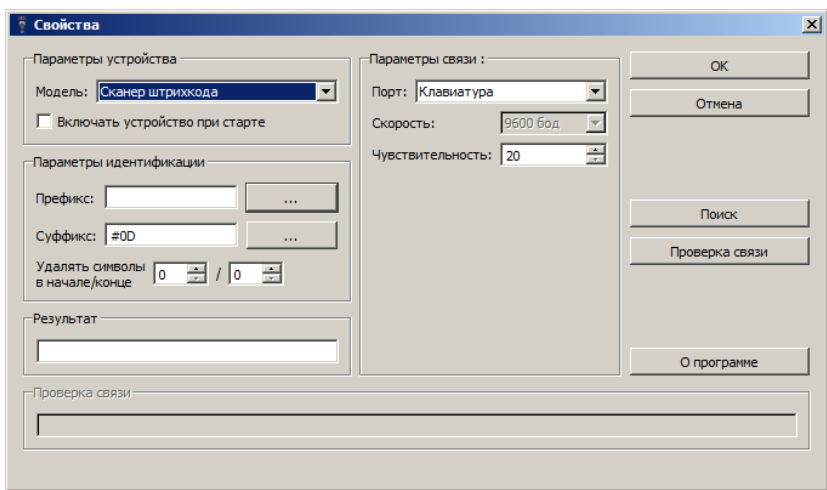 Свойства
Параметры устройства
Модель: Сканер штрихкода
Включать устройство при старте
Параметры идентификации
Префикс: ...
Суффикс: #0D ...
Удалять символы
в начале/конце 0 / 0
Результат
Параметры связи :
Порт: Клавиатура
Скорость: 9600 бод
Чувствительность: 20
OK
Отмена
Поиск
Проверка связи
О программе
Проверка связи